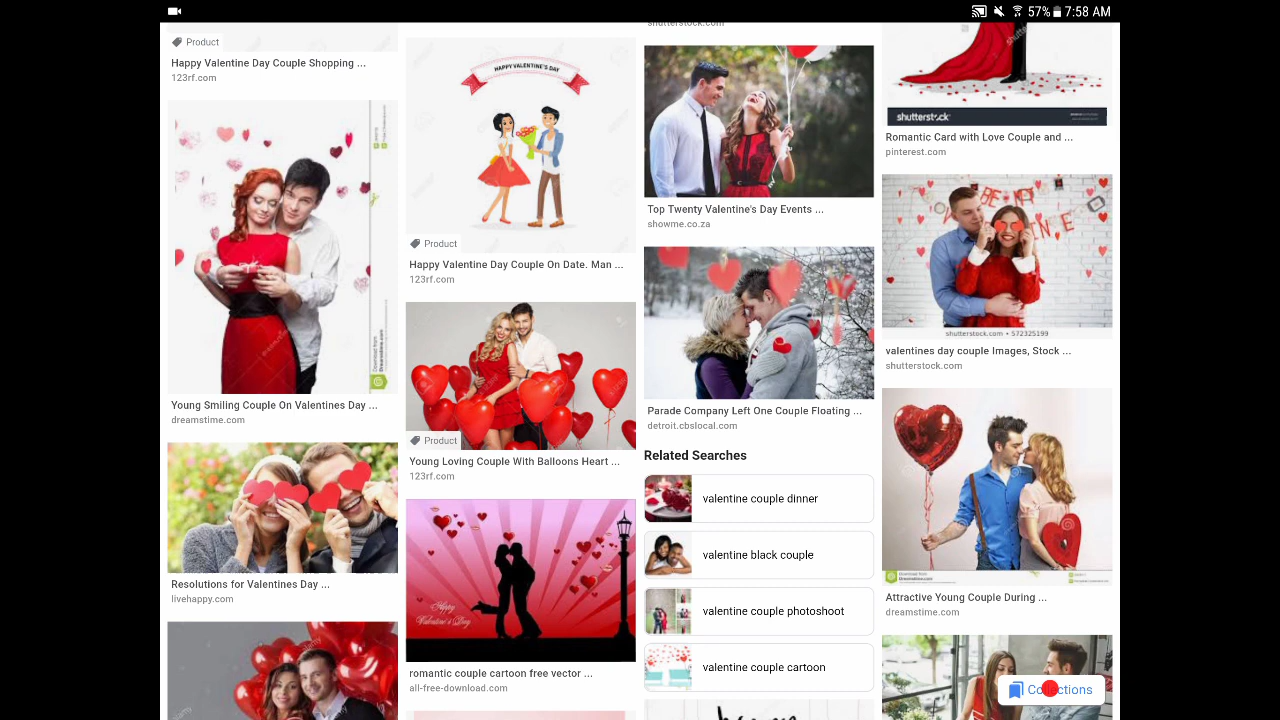 57% 7:58 AM
Product
Happy Valentine Day Couple Shopping ...
123rf.com
Young Smiling Couple On Valentines Day ...
dreamstime.com
Resolutions for Valentines Day ...
livehappy.com
HAPPY VALENTINE'S DAY
Product
Happy Valentine Day Couple On Date. Man ...
123rf.com
Product
Young Loving Couple With Balloons Heart ...
123rf.com
Happy
Valentine's Day
romantic couple cartoon free vector ...
all-free-download.com
shutterstock.com
Top Twenty Valentine's Day Events ...
showme.co.za
Parade Company Left One Couple Floating ...
detroit.cbslocal.com
Related Searches
valentine couple dinner
valentine black couple
valentine couple photoshoot
valentine couple cartoon
shutterstock
Romantic Card with Love Couple and ...
pinterest.com
BE MY
shutterstock.com • 572325199
valentines day couple Images, Stock ...
shutterstock.com
Attractive Young Couple During ...
dreamstime.com
Collections